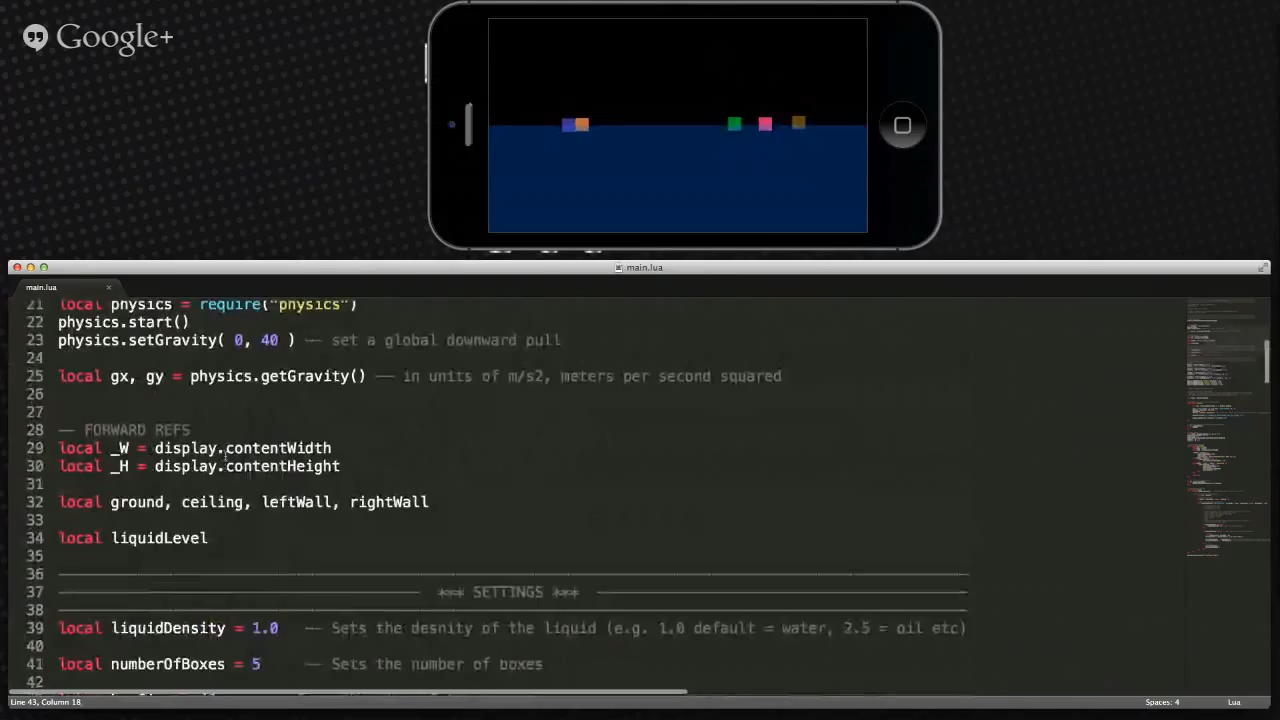 Google+
main.lua
main.lua
21 local physics = require("physics")
22 physics.start()
23 physics.setGravity( 0, 40 ) -- set a global downward pull
24
25 local gx, gy = physics.getGravity() -- in units of m/s2, meters per second squared
26
27
28 -- FORWARD REFS
29 local _W = display.contentWidth
30 local _H = display.contentHeight
31
32 local ground, ceiling, leftWall, rightWall
33
34 local liquidLevel
35
36
37 *** SETTINGS ***
38
39 local liquidDensity = 1.0 -- Sets the desnity of the liquid (e.g. 1.0 default = water, 2.5 = oil etc)
40
41 local numberOfBoxes = 5 -- Sets the number of boxes
42
Line 43, Column 18
Spaces: 4
Lua